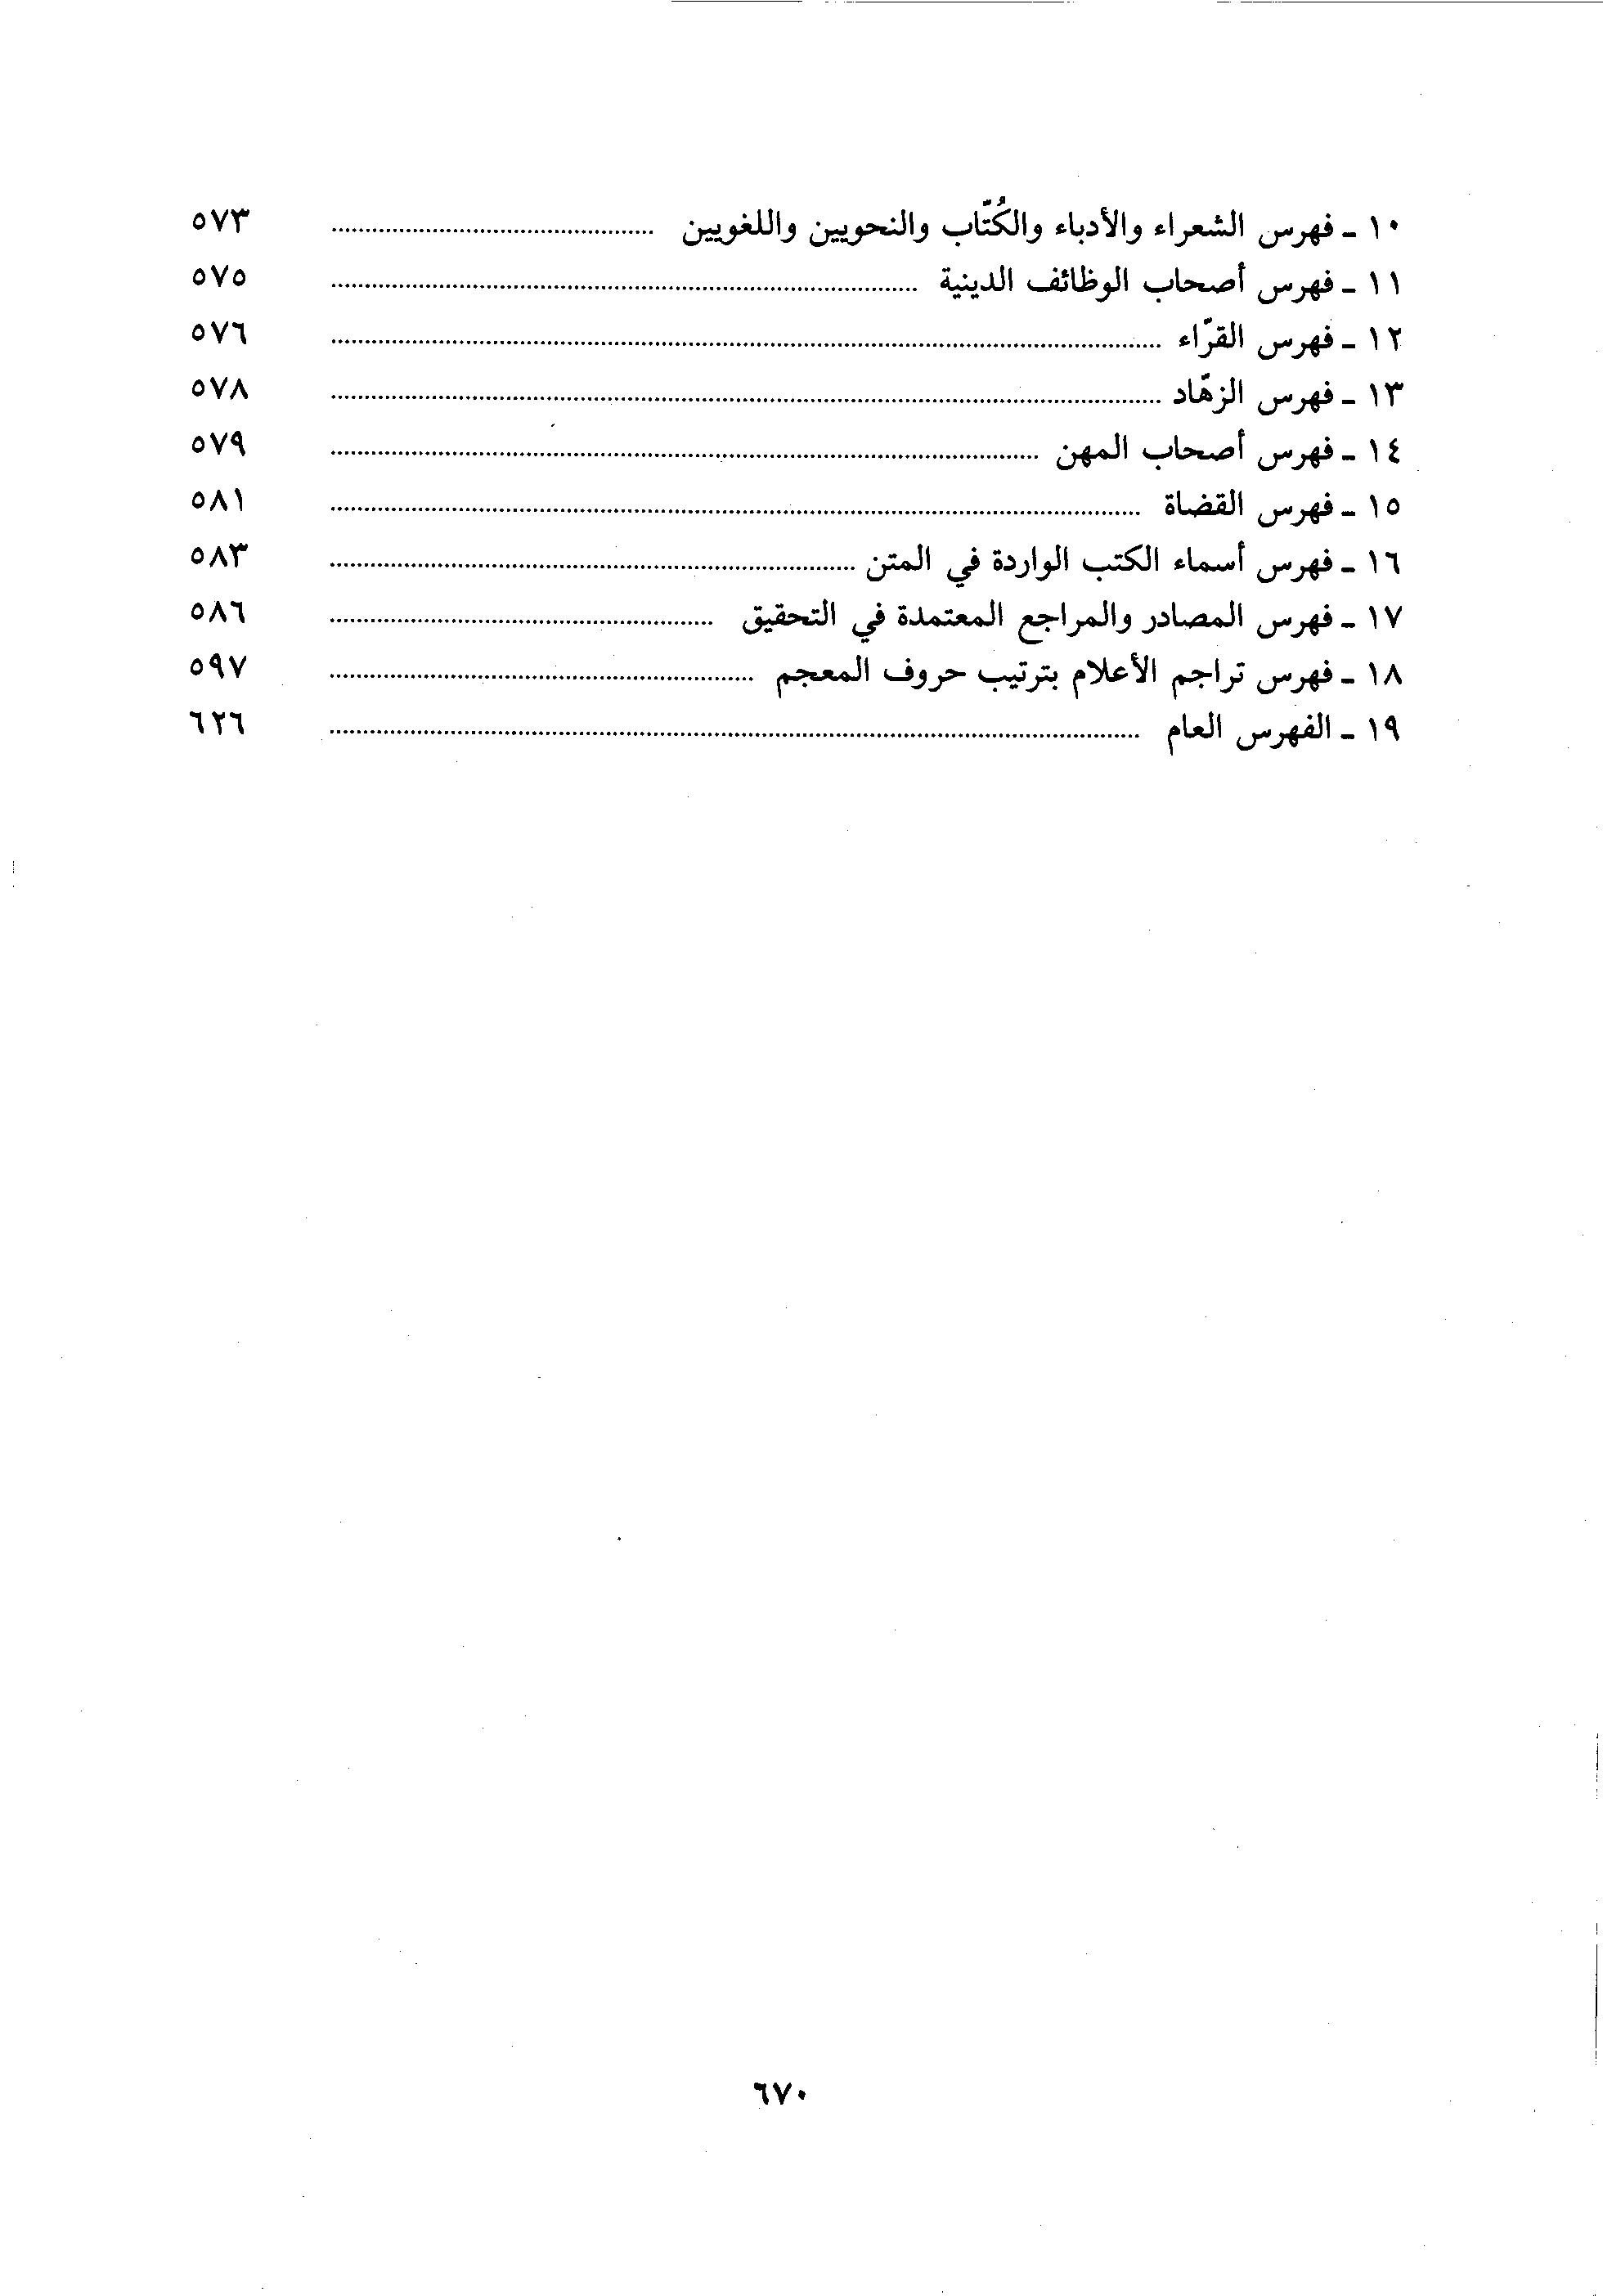 ١٠ ـ فهرس الشعراء والأدباء والكُتّاب والنحويين واللغويين ........ ٥٧٣
١١ ـ فهرس أصحاب الوظائف الدينية ........ ٥٧٥
١٢ ـ فهرس القرّاء ........ ٥٧٦
١٣ ـ فهرس الزهّاد ........ ٥٧٨
١٤ ـ فهرس أصحاب المهن ........ ٥٧٩
١٥ ـ فهرس القضاة ........ ٥٨١
١٦ ـ فهرس أسماء الكتب الواردة في المتن ........ ٥٨٣
١٧ ـ فهرس المصادر والمراجع المعتمدة في التحقيق ........ ٥٨٦
١٨ ـ فهرس تراجم الأعلام بترتيب حروف المعجم ........ ٥٩٧
١٩ ـ الفهرس العام ........ ٦٢٦
٦٧٠